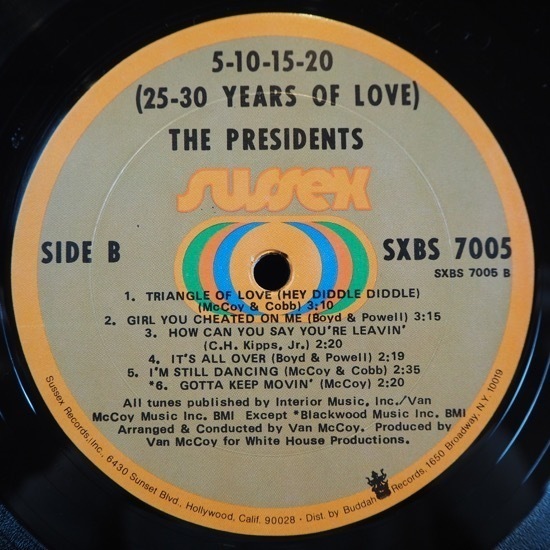 5-10-15-20
(25-30 YEARS OF LOVE)
THE PRESIDENTS
sussex
SIDE B
SXBS 7005
SXBS 7005 B
1. TRIANGLE OF LOVE (HEY DIDDLE DIDDLE)
(McCoy & Cobb) 3:10
2. GIRL YOU CHEATED ON ME (Boyd & Powell) 3:15
3. HOW CAN YOU SAY YOU'RE LEAVIN'
(C.H. Kipps, Jr.) 2:20
4. IT'S ALL OVER (Boyd & Powell) 2:19
5. I'M STILL DANCING (McCoy & Cobb) 2:35
*6. GOTTA KEEP MOVIN' (McCoy) 2:20
All tunes published by Interior Music, Inc./Van
McCoy Music Inc. BMI Except *Blackwood Music Inc. BMI
Arranged & Conducted by Van McCoy. Produced by
Van McCoy for White House Productions.
Sussex Records, Inc., 6430 Sunset Blvd., Hollywood, Calif. 90028 · Dist. by Buddah Records, 1650 Broadway, N.Y. 10019